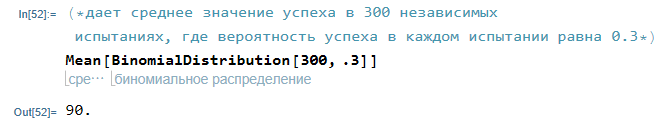 In[52]:= (*дает среднее значение успеха в 300 независимых
испытаниях, где вероятность успеха в каждом испытании равна 0.3*)
Mean[BinomialDistribution[300, .3]]
сре⋯ биномиальное распределение
Out[52]= 90.